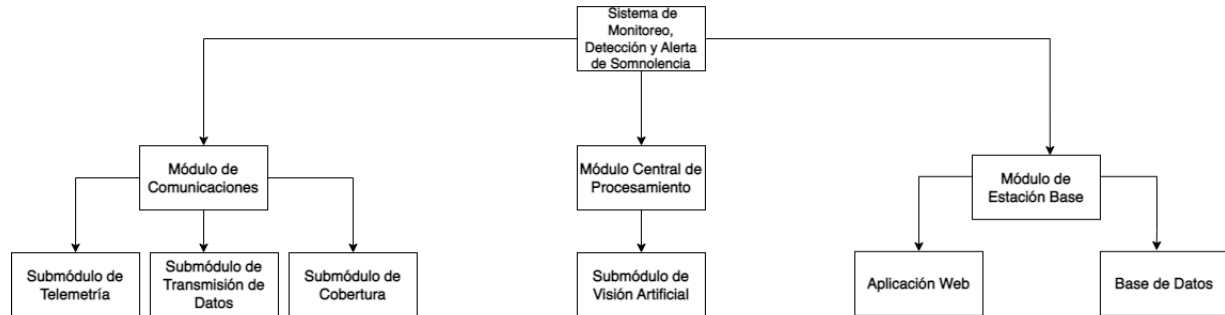 Sistema de
Monitoreo,
Detección y Alerta
de Somnolencia
Módulo de
Comunicaciones
Módulo Central de
Procesamiento
Módulo de
Estación Base
Submódulo de
Telemetría
Submódulo de
Transmisión de
Datos
Submódulo de
Cobertura
Submódulo de
Visión Artificial
Aplicación Web
Base de Datos